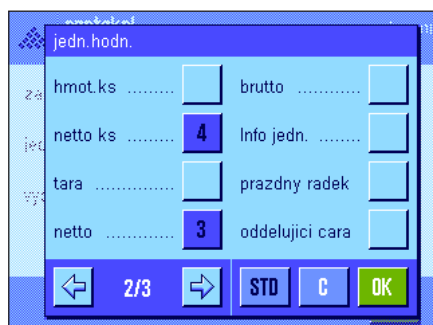 protokol
jedn.hodn.
hmot.ks ......... brutto ............
netto ks ........ 4 Info jedn. ........
tara .............. prazdny radek
netto ............ 3 oddelujici cara
2/3 STD C OK